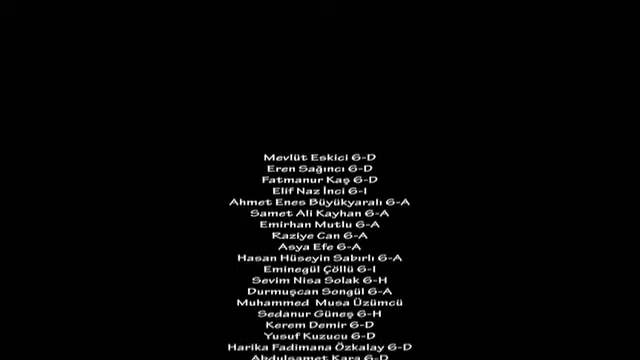 Mevlüt Eskici 6-D
Eren Sağıncı 6-D
Fatmanur Kaş 6-D
Elif Naz İnci 6-I
Ahmet Enes Büyükyaralı 6-A
Samet Ali Kayhan 6-A
Emirhan Mutlu 6-A
Raziye Can 6-A
Asya Efe 6-A
Hasan Hüseyin Sabırlı 6-A
Eminegül Çöllü 6-I
Sevim Nisa Solak 6-H
Durmuşcan Songül 6-A
Muhammed Musa Üzümcü
Sedanur Güneş 6-H
Kerem Demir 6-D
Yusuf Kuzucu 6-D
Harika Fadimana Özkalay 6-D
Abdulsamet Kara 6-D